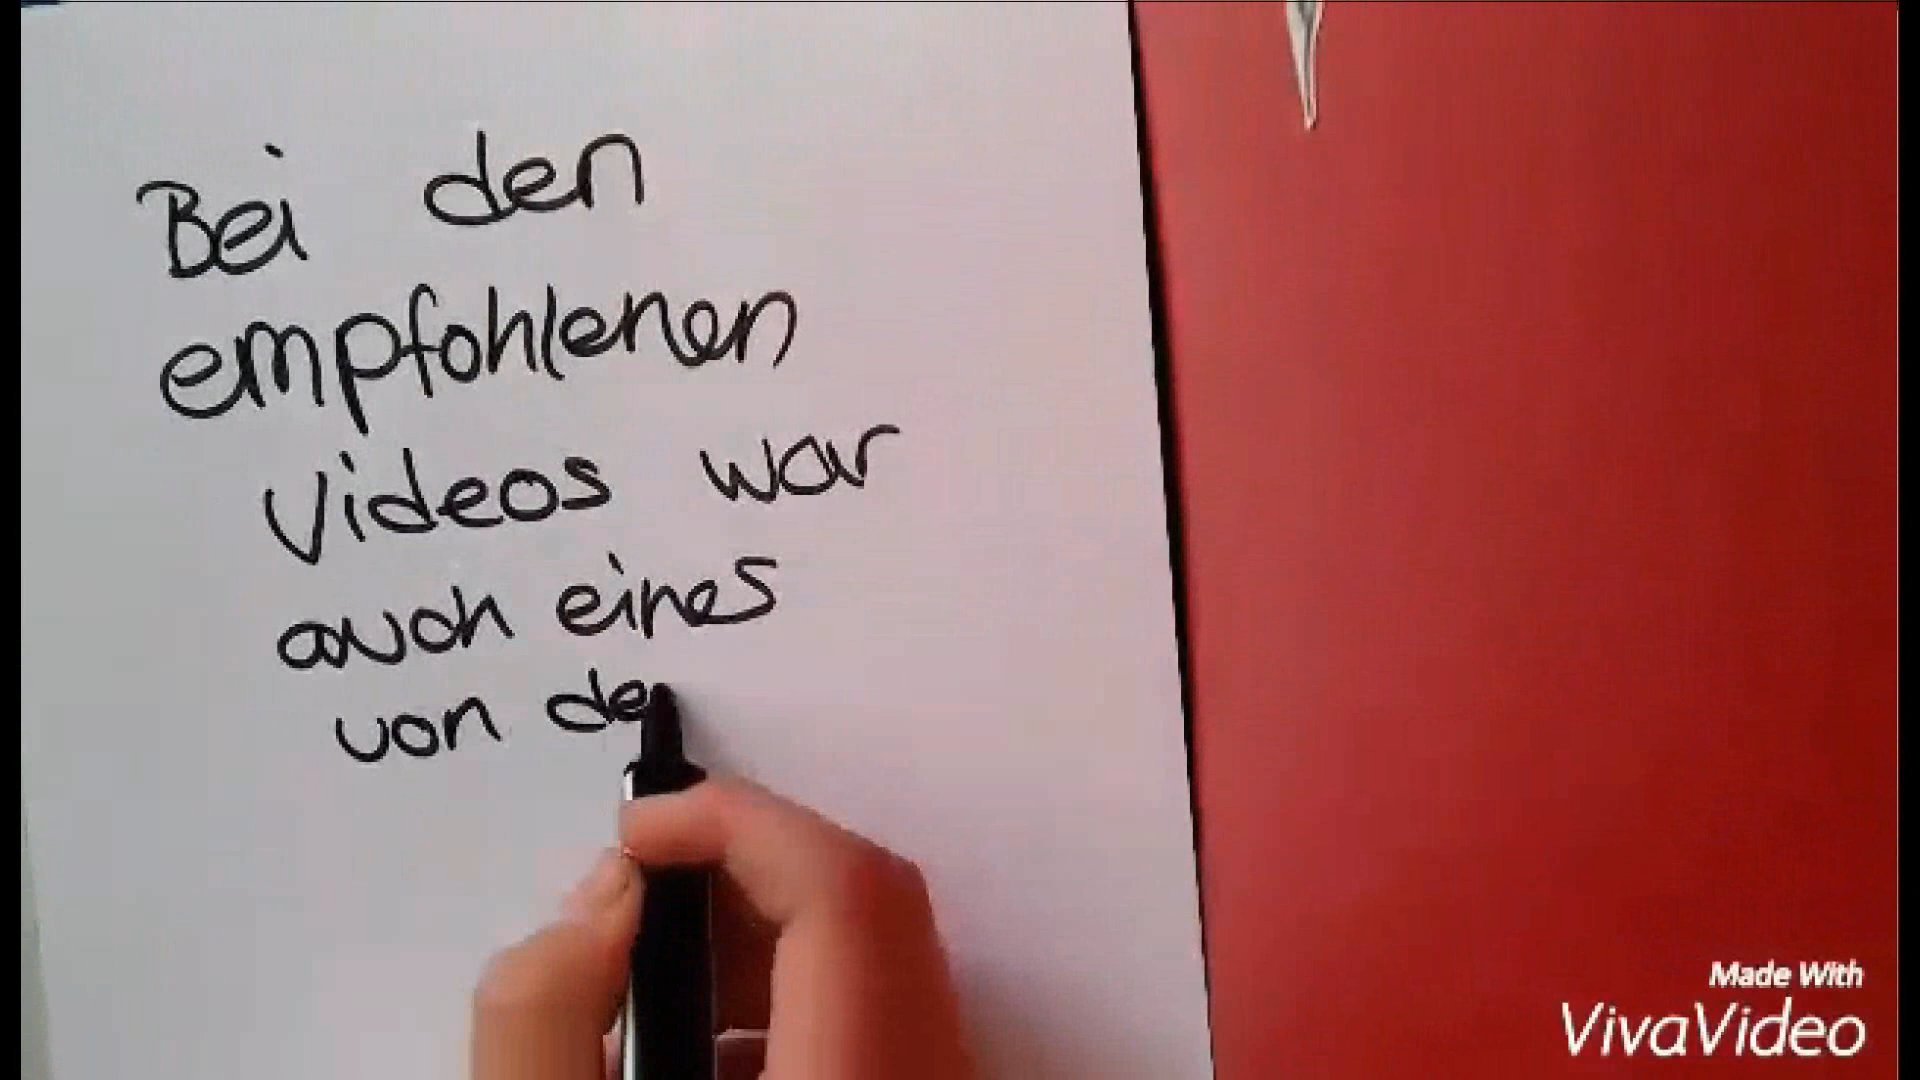 Bei den
empfohlenen
Videos war
auch eines
von de
Made With
VivaVideo